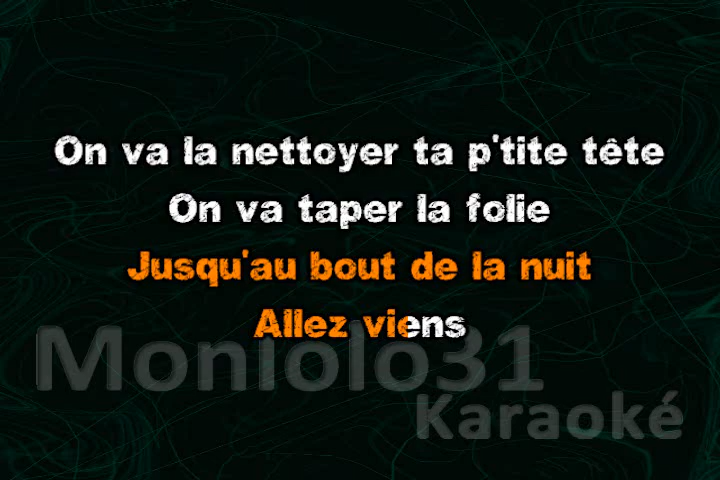 On va la nettoyer ta p'tite tête
On va taper la folie
Jusqu'au bout de la nuit
Allez viens
Moniolo31
Karaoké